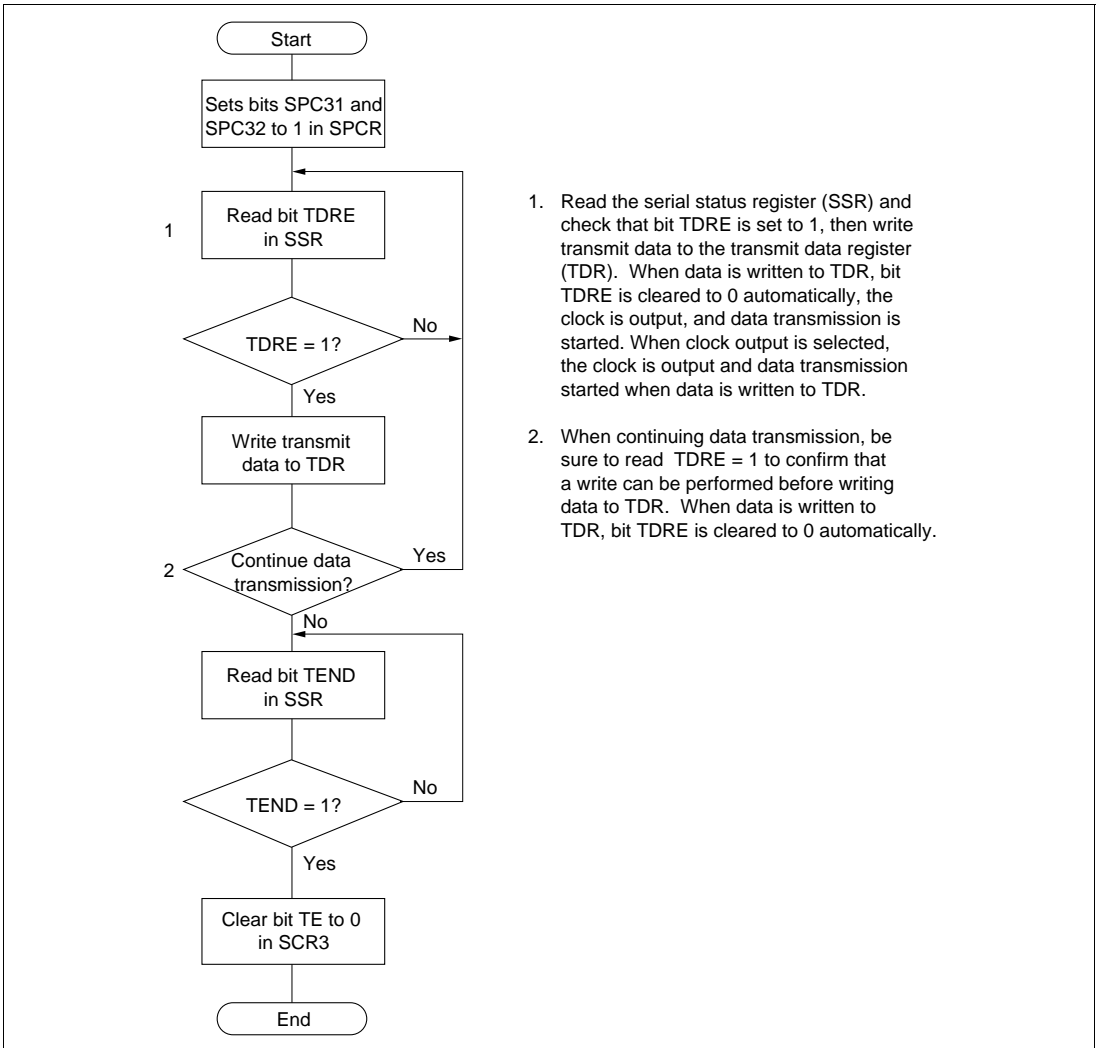 Start
Sets bits SPC31 and
SPC32 to 1 in SPCR
1
Read bit TDRE
in SSR
TDRE = 1?
No
Yes
Write transmit
data to TDR
2
Continue data
transmission?
Yes
No
Read bit TEND
in SSR
TEND = 1?
No
Yes
Clear bit TE to 0
in SCR3
End
1. Read the serial status register (SSR) and
check that bit TDRE is set to 1, then write
transmit data to the transmit data register
(TDR). When data is written to TDR, bit
TDRE is cleared to 0 automatically, the
clock is output, and data transmission is
started. When clock output is selected,
the clock is output and data transmission
started when data is written to TDR.
2. When continuing data transmission, be
sure to read TDRE = 1 to confirm that
a write can be performed before writing
data to TDR. When data is written to
TDR, bit TDRE is cleared to 0 automatically.